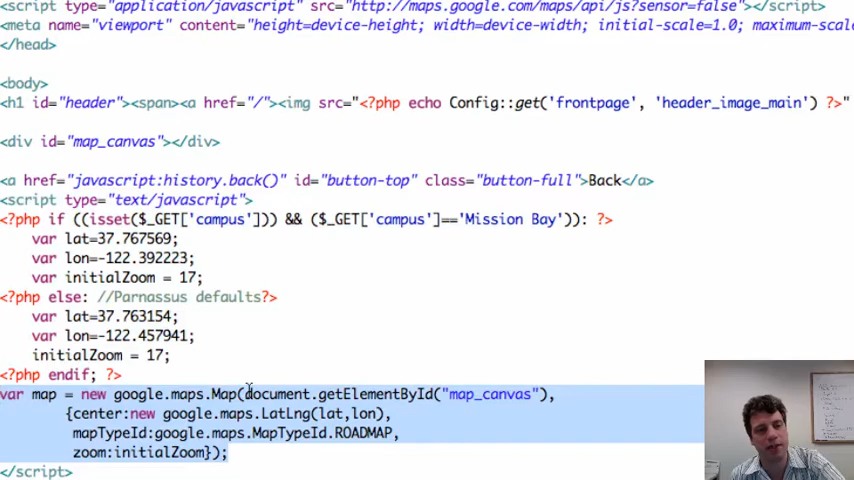 <script type="application/javascript" src="http://maps.google.com/maps/api/js?sensor=false"></script>
<meta name="viewport" content="height=device-height; width=device-width; initial-scale=1.0; maximum-scale
</head>
<body>
<h1 id="header"><span><a href="/"><img src="<?php echo Config::get('frontpage', 'header_image_main') ?>"
<div id="map_canvas"></div>
<a href="javascript:history.back()" id="button-top" class="button-full">Back</a>
<script type="text/javascript">
<?php if ((isset($_GET['campus'])) && ($_GET['campus']=='Mission Bay')): ?>
var lat=37.767569;
var lon=-122.392223;
var initialZoom = 17;
<?php else: //Parnassus defaults?>
var lat=37.763154;
var lon=-122.457941;
initialZoom = 17;
<?php endif; ?>
var map = new google.maps.Map(document.getElementById("map_canvas"),
{center:new google.maps.LatLng(lat,lon),
mapTypeId:google.maps.MapTypeId.ROADMAP,
zoom:initialZoom});
</script>